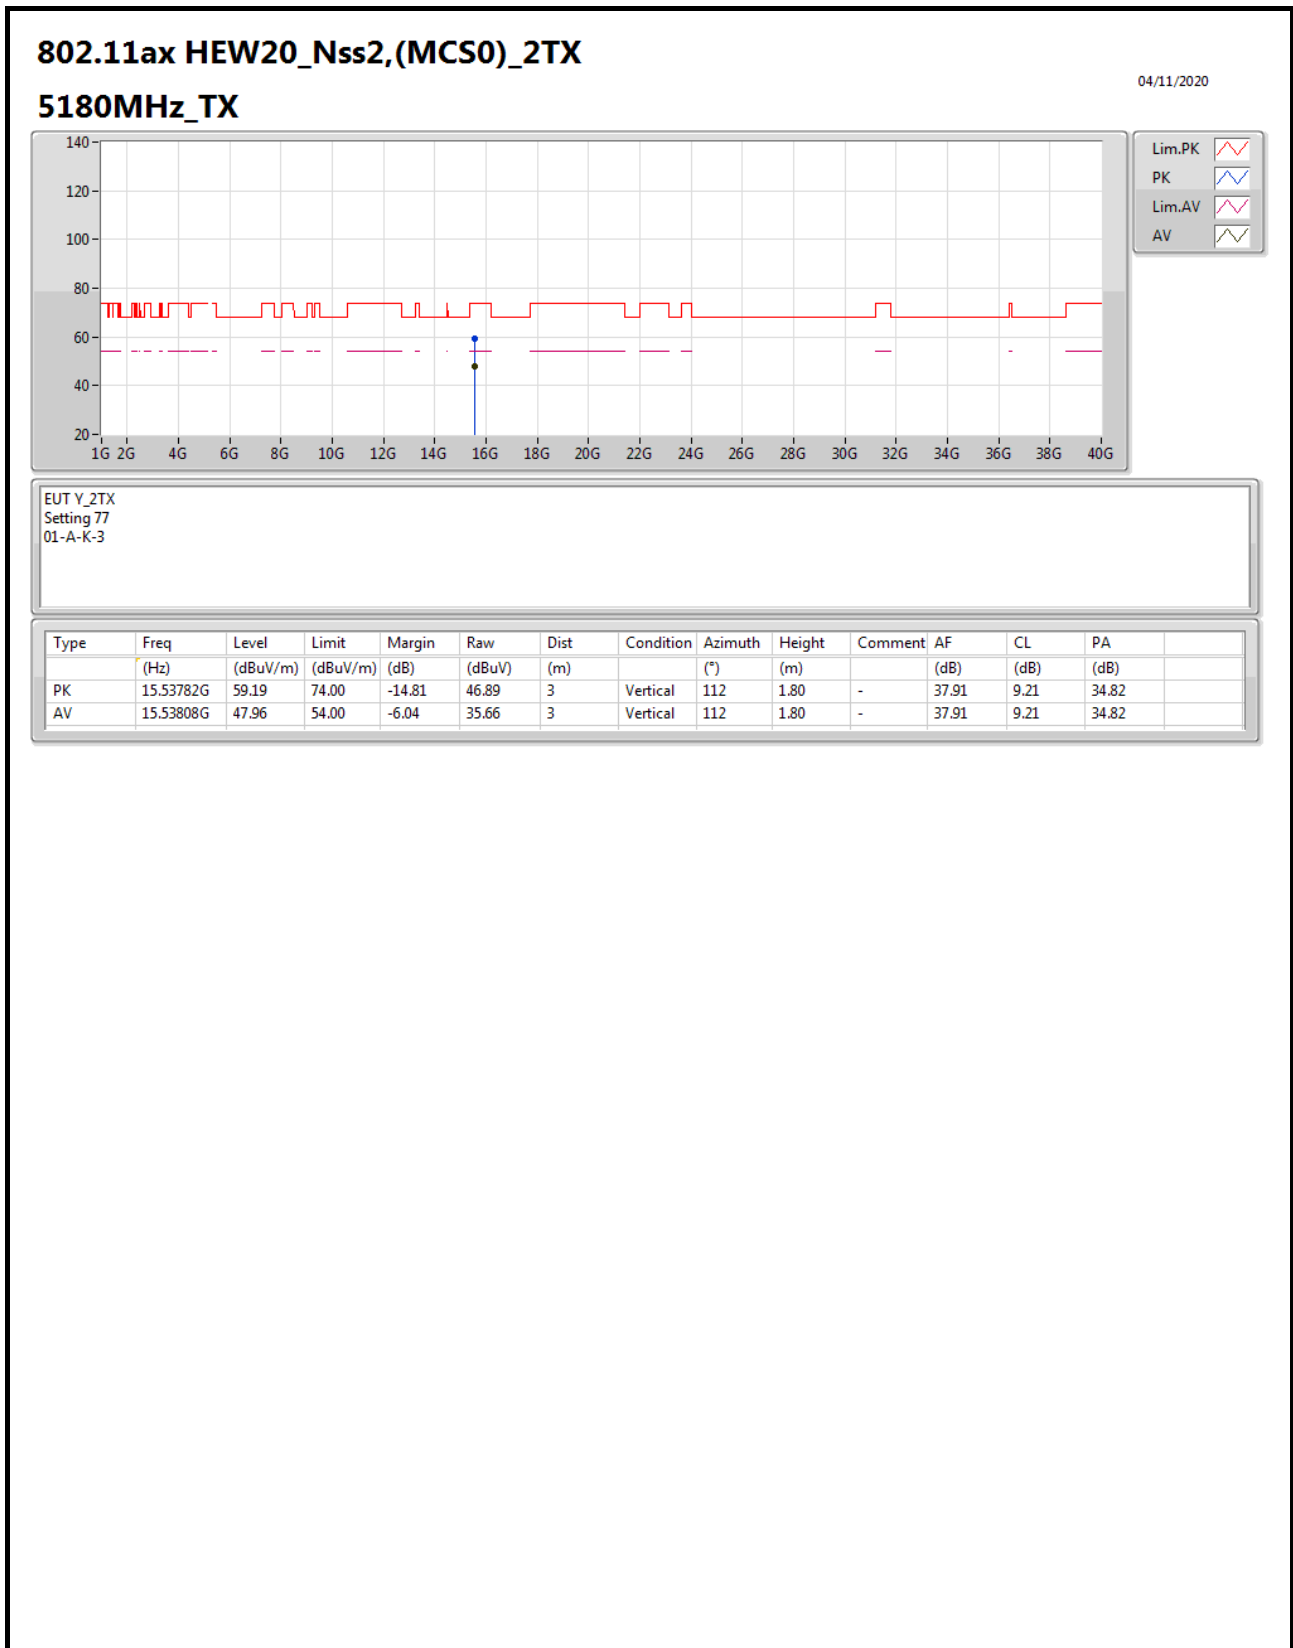 802.11ax HEW20_Nss2,(MCS0)_2TX
04/11/2020
5180MHz_TX
140
120
100
80
60
40
20
1G 2G 4G 6G 8G 10G 12G 14G 16G 18G 20G 22G 24G 26G 28G 30G 32G 34G 36G 38G 40G
Lim.PK
PK
Lim.AV
AV
EUT Y_2TX
Setting 77
01-A-K-3
Type Freq Level Limit Margin Raw Dist Condition Azimuth Height Comment AF CL PA
(Hz) (dBuV/m) (dBuV/m) (dB) (dBuV) (m) (°) (m) (dB) (dB) (dB)
PK 15.53782G 59.19 74.00 -14.81 46.89 3 Vertical 112 1.80 - 37.91 9.21 34.82
AV 15.53808G 47.96 54.00 -6.04 35.66 3 Vertical 112 1.80 - 37.91 9.21 34.82